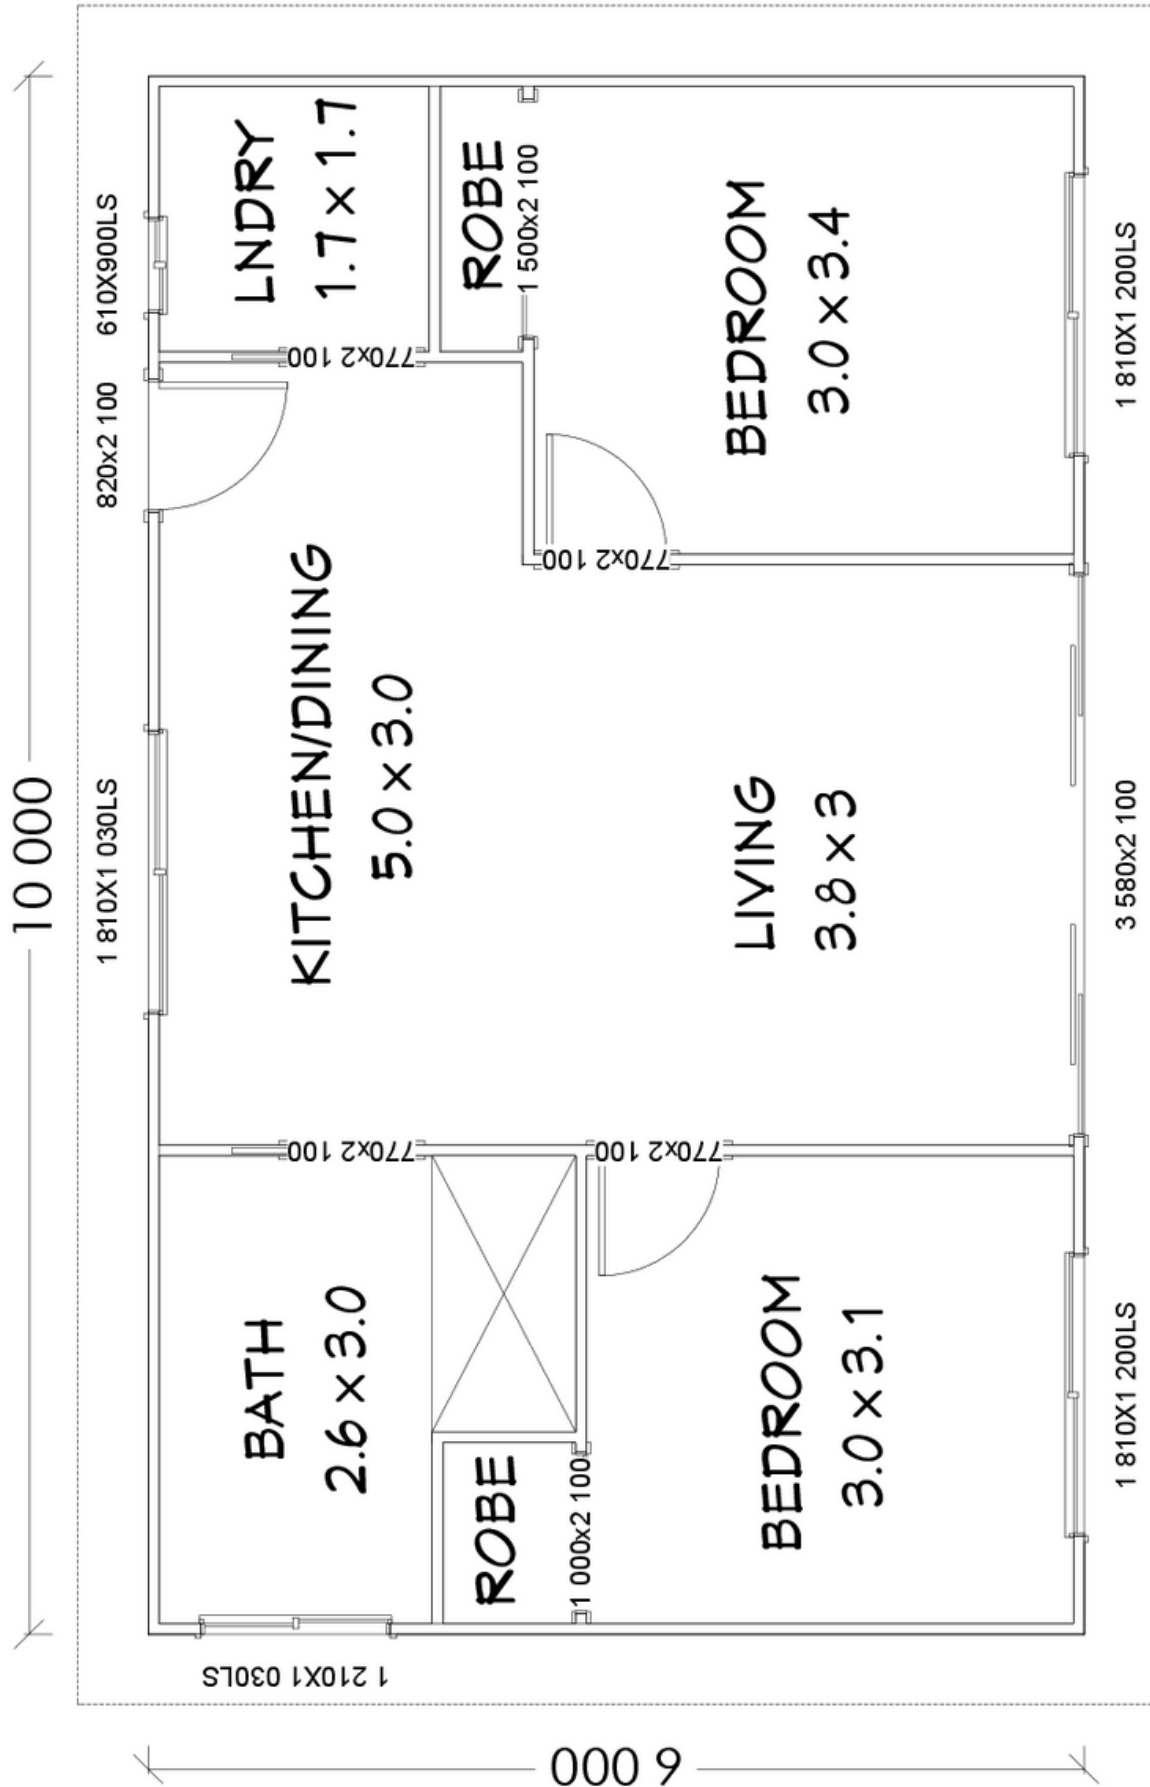 10 000
1 810X1 030LS
820x2 100
610X900LS
1 210X1 030LS
BATH
2.6 x 3.0
KITCHEN/DINING
5.0 x 3.0
LNDRY
1.7 x 1.7
770x2 100
770x2 100
6 000
ROBE
1 000x2 100
ROBE
1 500x2 100
770x2 100
770x2 100
BEDROOM
3.0 x 3.1
LIVING
3.8 x 3
BEDROOM
3.0 x 3.4
1 810X1 200LS
3 580x2 100
1 810X1 200LS